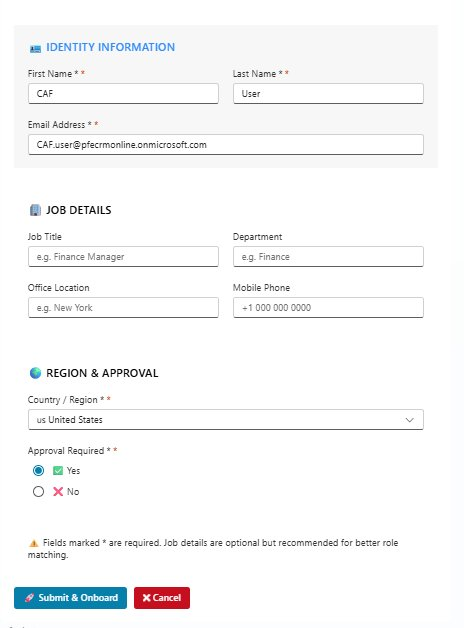 IDENTITY INFORMATION
First Name * *
Last Name * *
CAF
User
Email Address * *
CAF.user@pfecrmonline.onmicrosoft.com
JOB DETAILS
Job Title
Department
e.g. Finance Manager
e.g. Finance
Office Location
Mobile Phone
e.g. New York
+1 000 000 0000
REGION & APPROVAL
Country / Region * *
us United States
Approval Required * *
Yes
No
Fields marked * are required. Job details are optional but recommended for better role
matching.
Submit & Onboard
Cancel